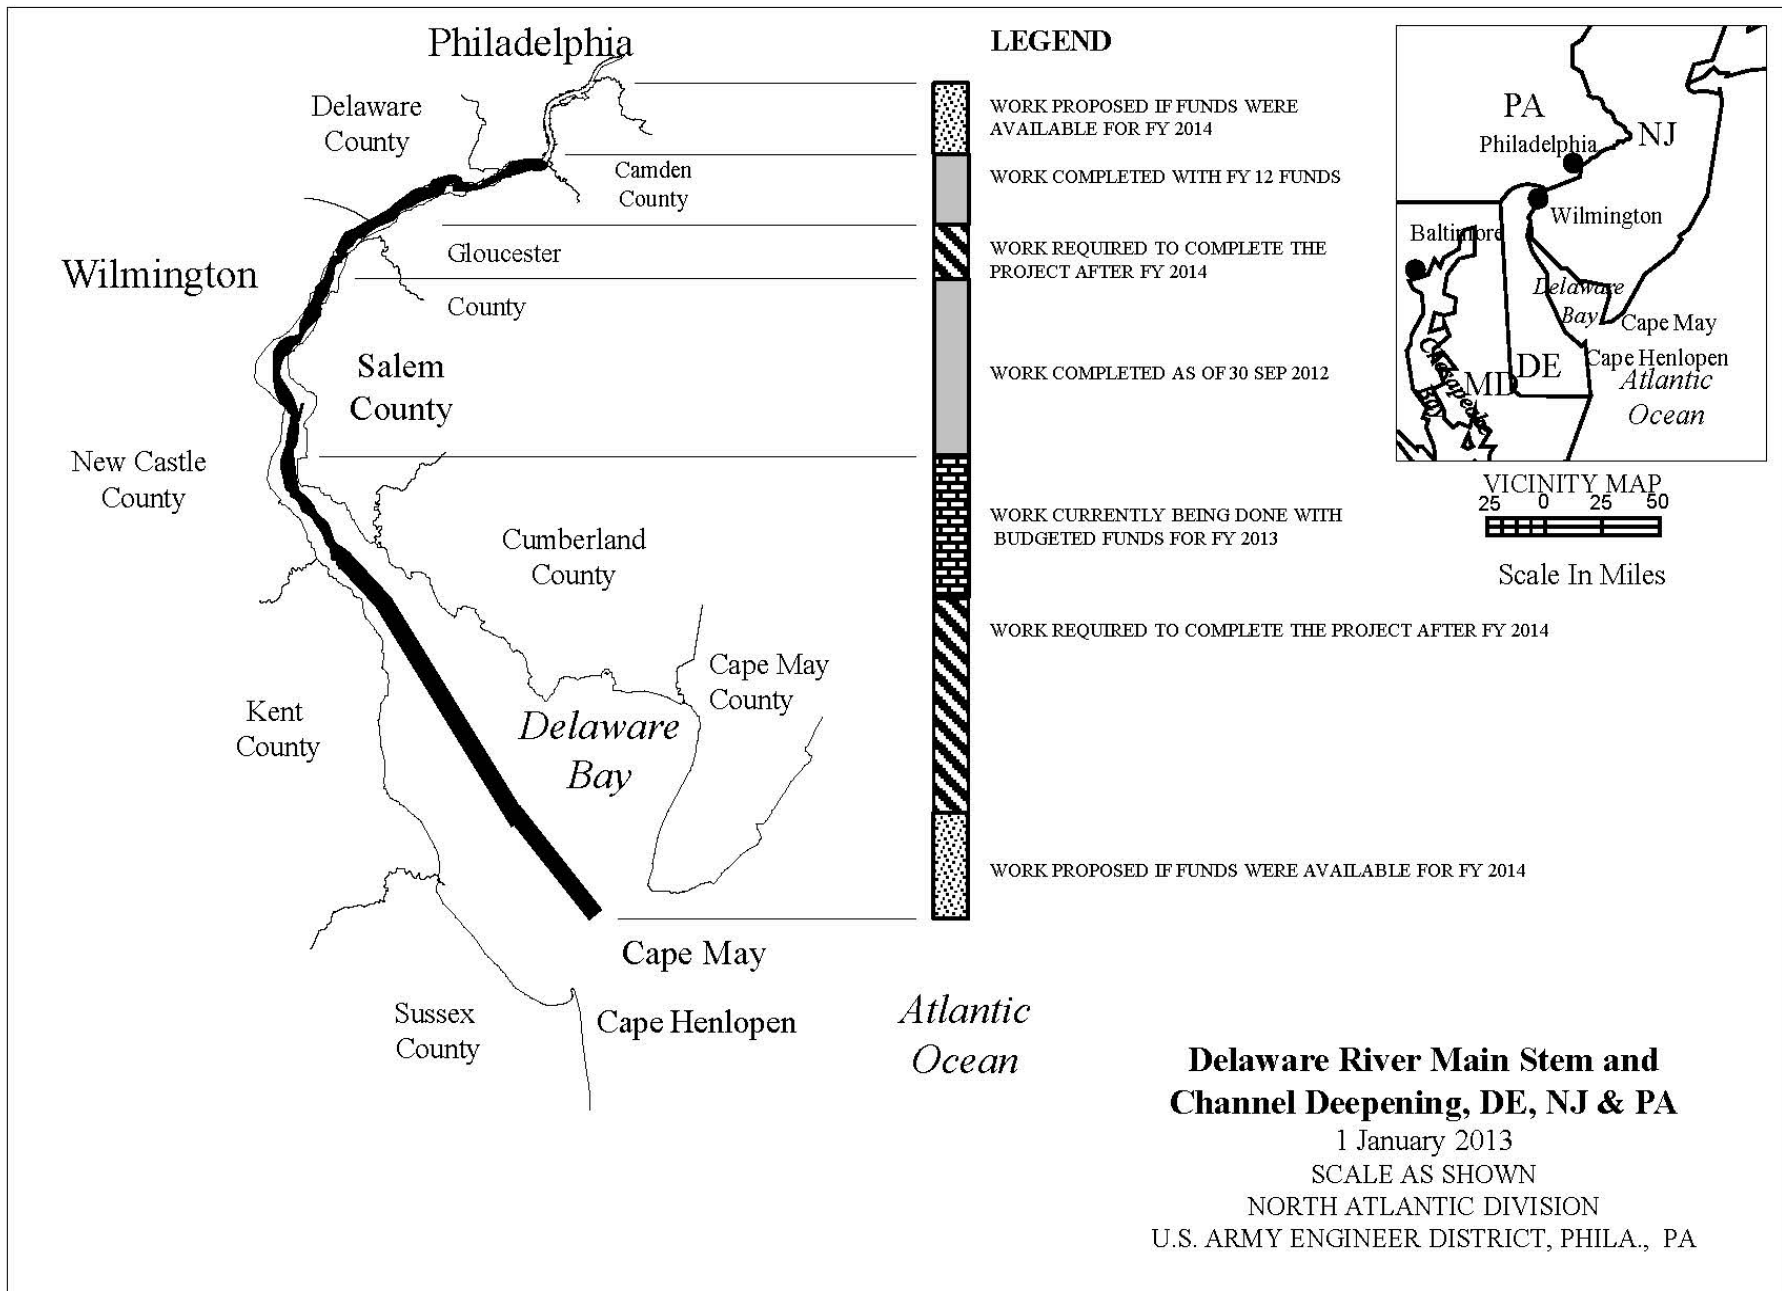 Philadelphia
Delaware
County
Camden
County
Gloucester
County
Wilmington
Salem
County
New Castle
County
Cumberland
County
Cape May
County
Kent
County
Delaware
Bay
Cape May
Sussex
County
Cape Henlopen
Atlantic
Ocean
LEGEND
WORK PROPOSED IF FUNDS WERE
AVAILABLE FOR FY 2014
WORK COMPLETED WITH FY 12 FUNDS
WORK REQUIRED TO COMPLETE THE
PROJECT AFTER FY 2014
WORK COMPLETED AS OF 30 SEP 2012
WORK CURRENTLY BEING DONE WITH
BUDGETED FUNDS FOR FY 2013
WORK REQUIRED TO COMPLETE THE PROJECT AFTER FY 2014
WORK PROPOSED IF FUNDS WERE AVAILABLE FOR FY 2014
PA
NJ
Philadelphia
Wilmington
Baltimore
Delaware
Bay
Cape May
Cape Henlopen
DE
MD
Chesapeake
Bay
Atlantic
Ocean
VICINITY MAP
25 0 25 50
Scale In Miles
Delaware River Main Stem and
Channel Deepening, DE, NJ & PA
1 January 2013
SCALE AS SHOWN
NORTH ATLANTIC DIVISION
U.S. ARMY ENGINEER DISTRICT, PHILA., PA